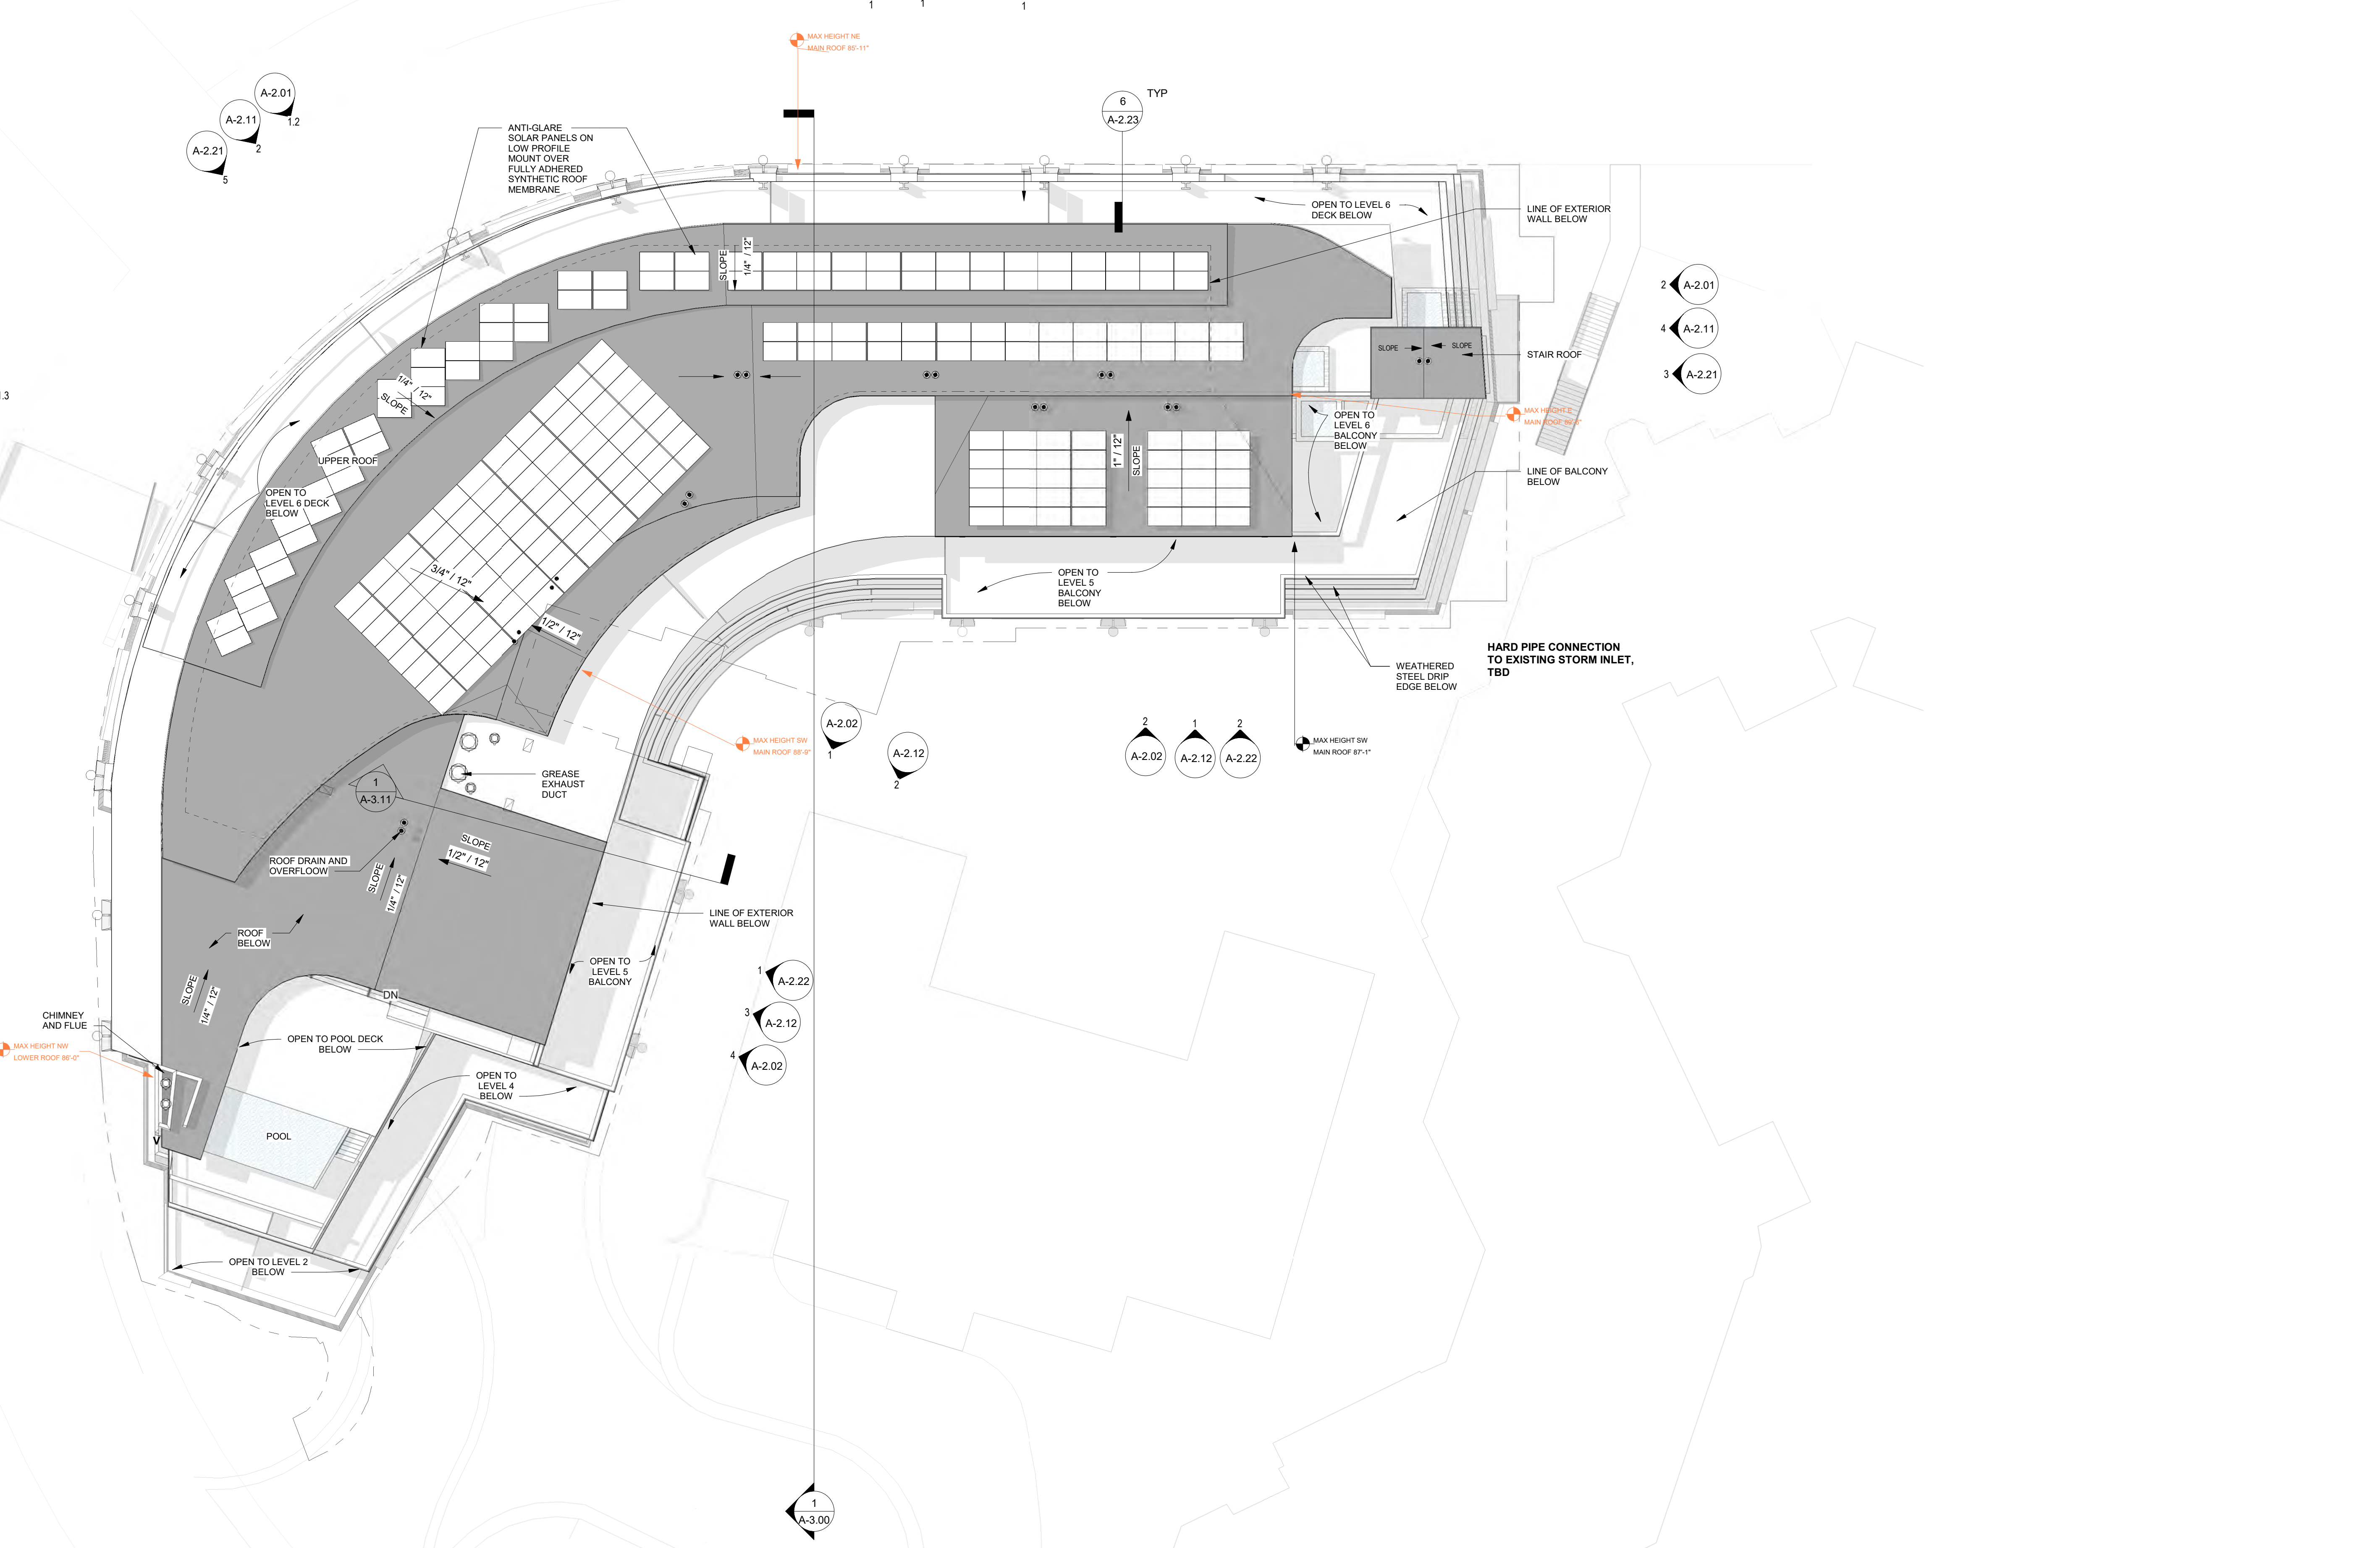 1
1
1
MAX HEIGHT NE
MAIN ROOF 85'-11"
A-2.01
1.2
A-2.11
2
A-2.21
5
6
A-2.23
TYP
ANTI-GLARE
SOLAR PANELS ON
LOW PROFILE
MOUNT OVER
FULLY ADHERED
SYNTHETIC ROOF
MEMBRANE
OPEN TO LEVEL 6
DECK BELOW
LINE OF EXTERIOR
WALL BELOW
SLOPE
1/4" / 12"
2
A-2.01
4
A-2.11
3
A-2.21
SLOPE
SLOPE
STAIR ROOF
1/4" / 12"
SLOPE
.3
MAX HEIGHT E
OPEN TO
LEVEL 6
BALCONY
BELOW
1" / 12"
SLOPE
UPPER ROOF
LINE OF BALCONY
BELOW
OPEN TO
LEVEL 6 DECK
BELOW
3/4" / 12"
OPEN TO
LEVEL 5
BALCONY
BELOW
1/2" / 12"
HARD PIPE CONNECTION
TO EXISTING STORM INLET,
TBD
WEATHERED
STEEL DRIP
EDGE BELOW
MAX HEIGHT SW
MAIN ROOF 88'-9"
A-2.02
1
A-2.12
2
2
A-2.02
1
A-2.12
2
A-2.22
MAX HEIGHT SW
MAIN ROOF 87'-1"
GREASE
EXHAUST
DUCT
1
A-3.11
SLOPE
1/2" / 12"
ROOF DRAIN AND
OVERFLOOW
SLOPE
1/4" / 12"
LINE OF EXTERIOR
WALL BELOW
ROOF
BELOW
OPEN TO
LEVEL 5
BALCONY
1
A-2.22
3
A-2.12
4
A-2.02
SLOPE
1/4" / 12"
DN
CHIMNEY
AND FLUE
OPEN TO POOL DECK
BELOW
MAX HEIGHT NW
LOWER ROOF 86'-0"
OPEN TO
LEVEL 4
BELOW
V
POOL
OPEN TO LEVEL 2
BELOW
1
A-3.00